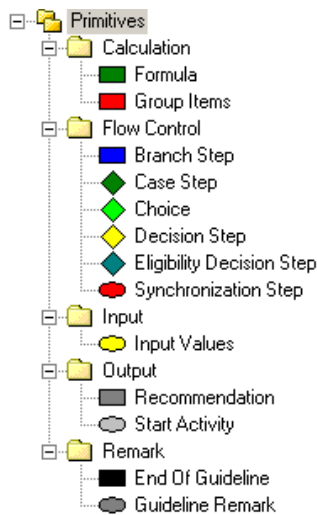 Primitives
Calculation
Formula
Group Items
Flow Control
Branch Step
Case Step
Choice
Decision Step
Eligibility Decision Step
Synchronization Step
Input
Input Values
Output
Recommendation
Start Activity
Remark
End Of Guideline
Guideline Remark